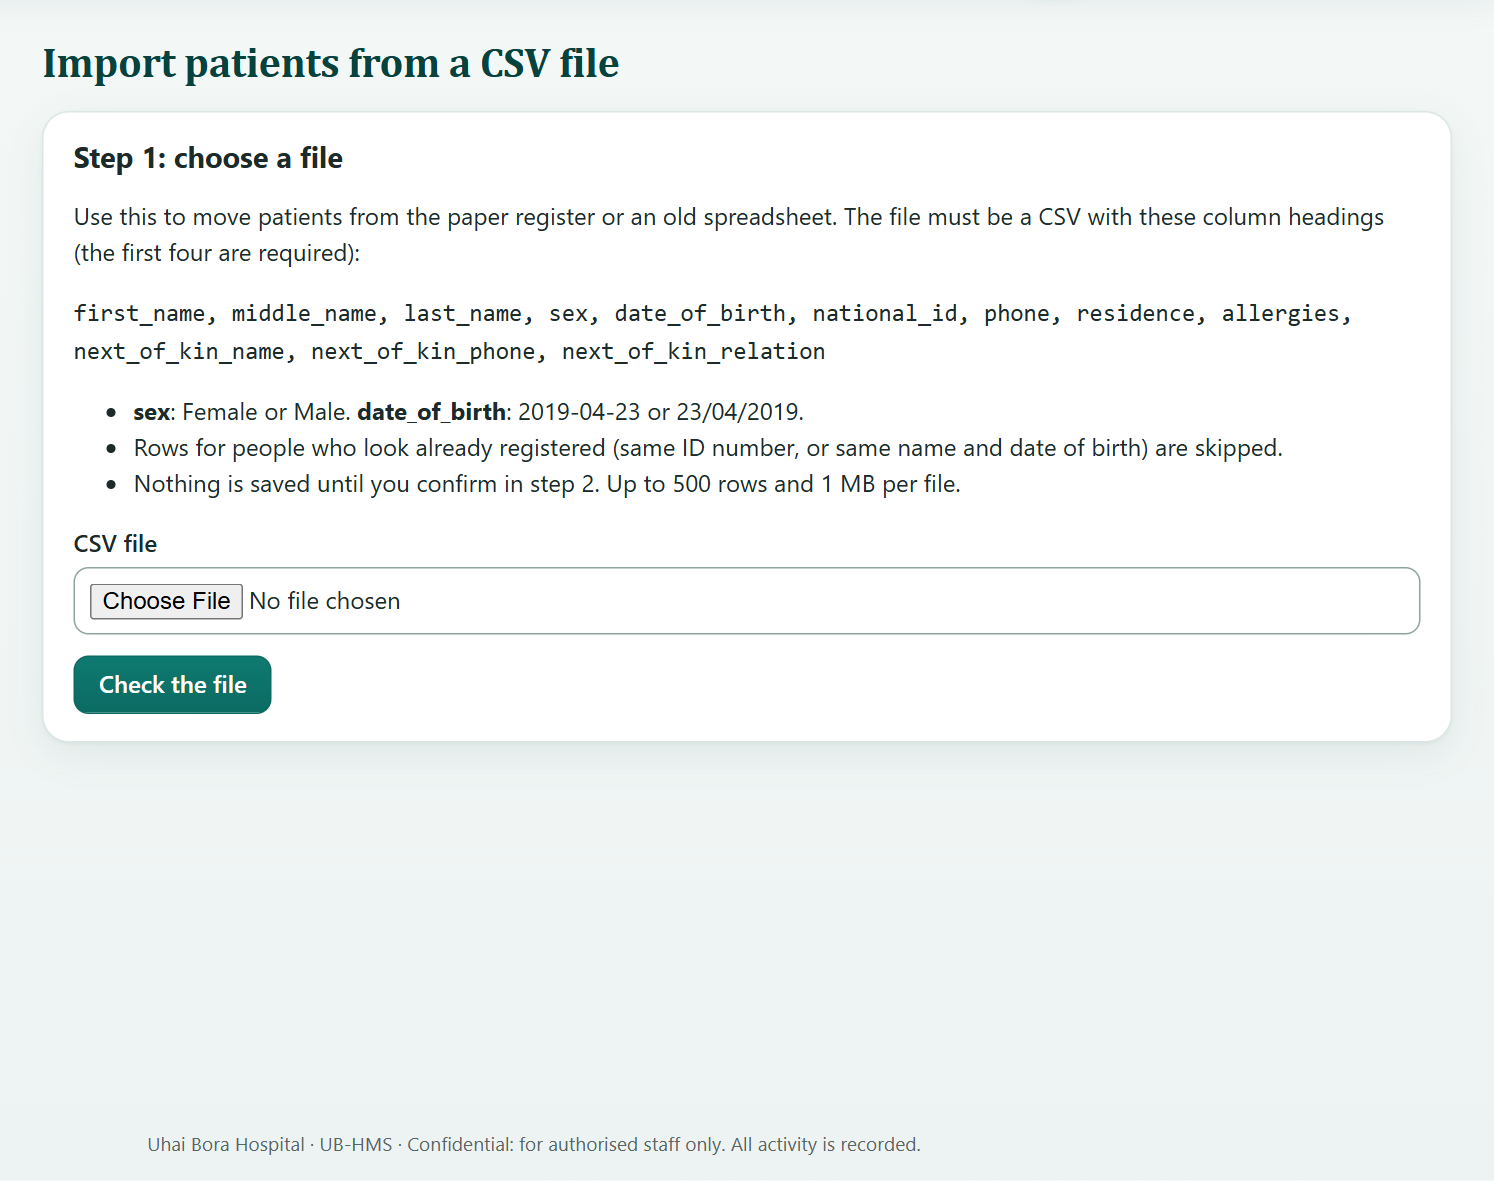 Import patients from a CSV file
Step 1: choose a file
Use this to move patients from the paper register or an old spreadsheet. The file must be a CSV with these column headings
(the first four are required):
first_name, middle_name, last_name, sex, date_of_birth, national_id, phone, residence, allergies,
next_of_kin_name, next_of_kin_phone, next_of_kin_relation
• sex: Female or Male. date_of_birth: 2019-04-23 or 23/04/2019.
• Rows for people who look already registered (same ID number, or same name and date of birth) are skipped.
• Nothing is saved until you confirm in step 2. Up to 500 rows and 1 MB per file.
CSV file
Choose File No file chosen
Check the file
Uhai Bora Hospital · UB-HMS · Confidential: for authorised staff only. All activity is recorded.